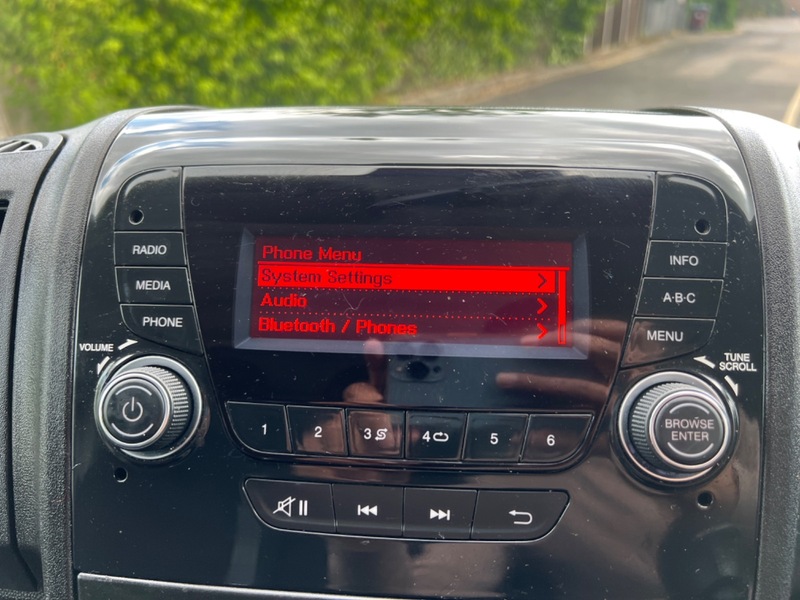 Phone Menu
System Settings
Audio
Bluetooth / Phones
RADIO
MEDIA
PHONE
VOLUME
INFO
A·B·C
MENU
TUNE
SCROLL
BROWSE
ENTER
1
2
3
4
5
6